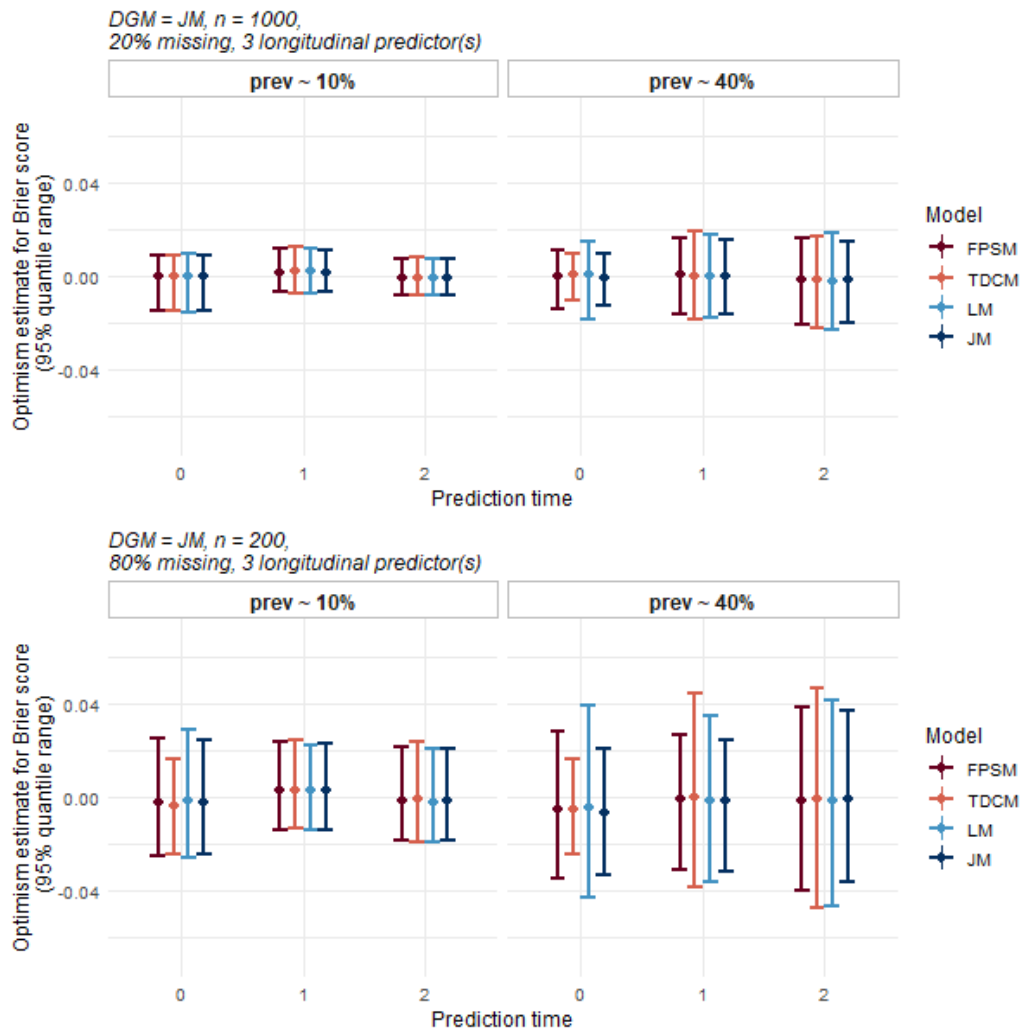 DGM = JM, n = 1000,
20% missing, 3 longitudinal predictor(s)
prev ~ 10%
prev ~ 40%
Optimism estimate for Brier score
(95% quantile range)
0.04
0.00
-0.04
0
1
2
0
1
2
Prediction time
Model
FPSM
TDCM
LM
JM
DGM = JM, n = 200,
80% missing, 3 longitudinal predictor(s)
prev ~ 10%
prev ~ 40%
Optimism estimate for Brier score
(95% quantile range)
0.04
0.00
-0.04
0
1
2
0
1
2
Prediction time
Model
FPSM
TDCM
LM
JM